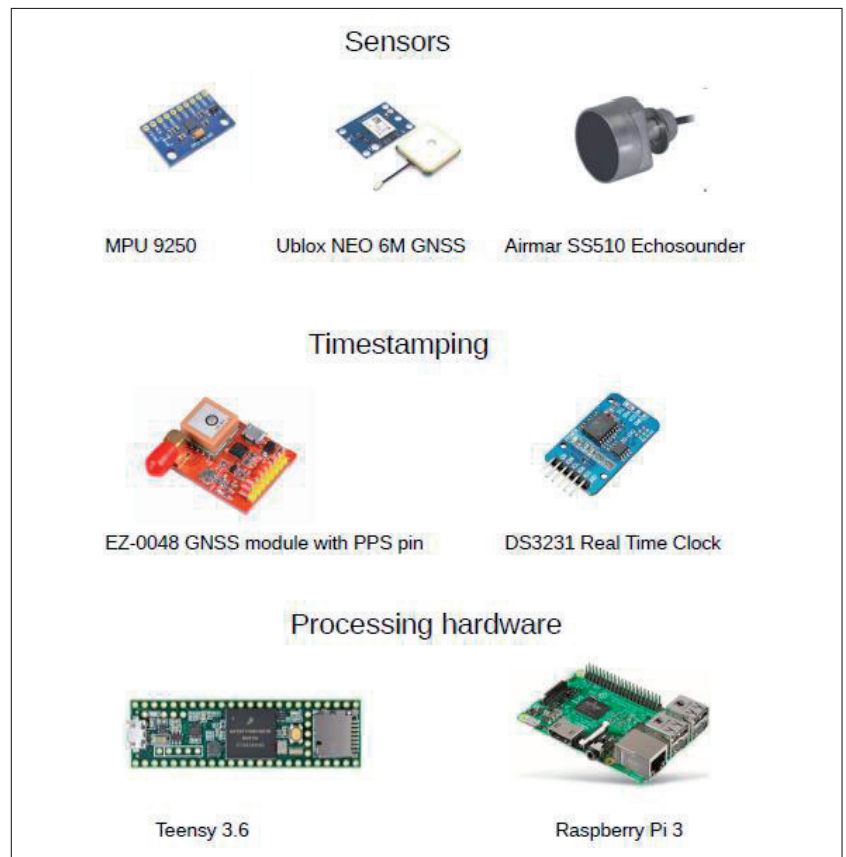 Sensors
MPU 9250 Ublox NEO 6M GNSS Airmar SS510 Echosounder
Timestamping
EZ-0048 GNSS module with PPS pin DS3231 Real Time Clock
Processing hardware
Teensy 3.6 Raspberry Pi 3